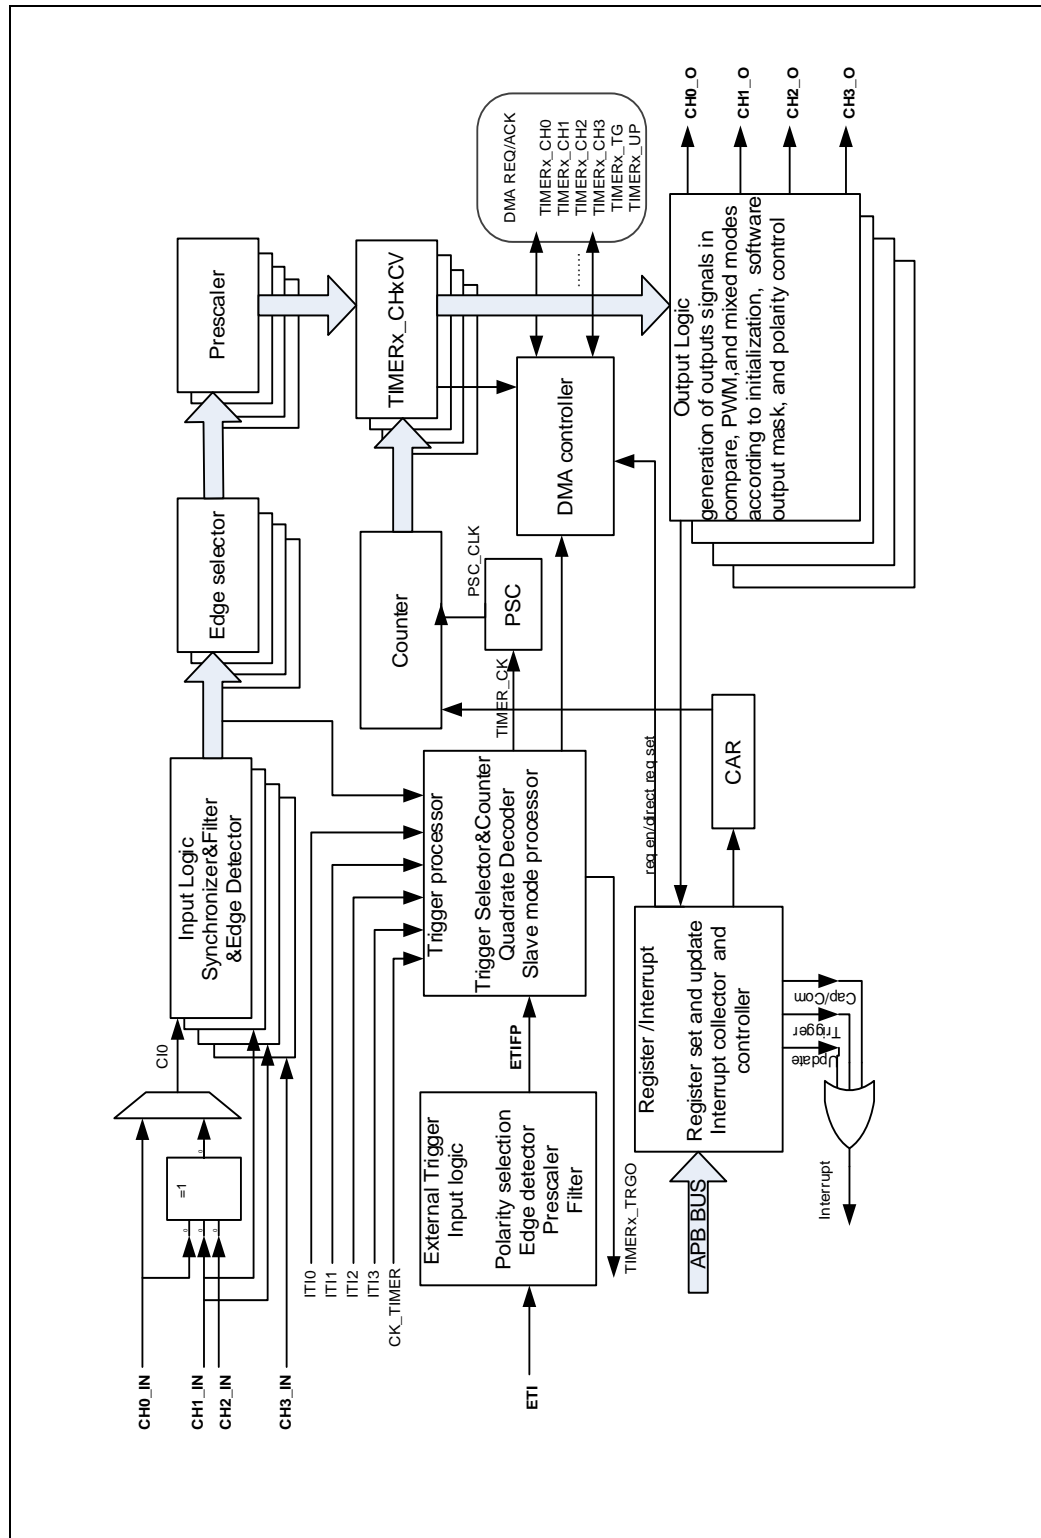 CH0_IN
CH1_IN
CH2_IN
CH3_IN
=1
0
0
0
0
CI0
Input Logic
Synchronizer&Filter
&Edge Detector
Edge selector
Prescaler
ITI0
ITI1
ITI2
ITI3
CK_TIMER
Trigger processor
Trigger Selector&Counter
Quadrate Decoder
Slave mode processor
TIMER_CK
PSC
PSC_CLK
Counter
TIMERx_CHxCV
DMA REQ/ACK
TIMERx_CH0
TIMERx_CH1
TIMERx_CH2
TIMERx_CH3
TIMERx_TG
TIMERx_UP
........
DMA controller
ETI
External Trigger
Input logic
Polarity selection
Edge detector
Prescaler
Filter
ETIFP
TIMERx_TRGO
APB BUS
Register /Interrupt
Register set and update
Interrupt collector and
controller
req en/direct req set
CAR
Update
Trigger
Cap/Com
Interrupt
Output Logic
generation of outputs signals in
compare, PWM,and mixed modes
according to initialization, software
output mask, and polarity control
CH0_O
CH1_O
CH2_O
CH3_O